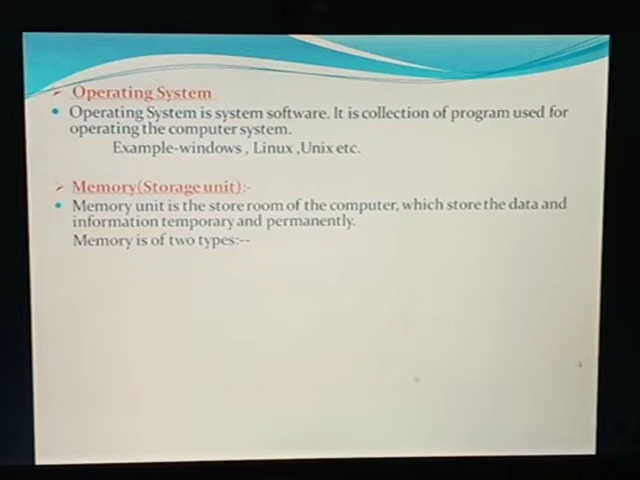 Operating System
Operating System is system software. It is collection of program used for
operating the computer system.
Example-windows , Linux ,Unix etc.
Memory(Storage unit):-
Memory unit is the store room of the computer, which store the data and
information temporary and permanently.
Memory is of two types:--